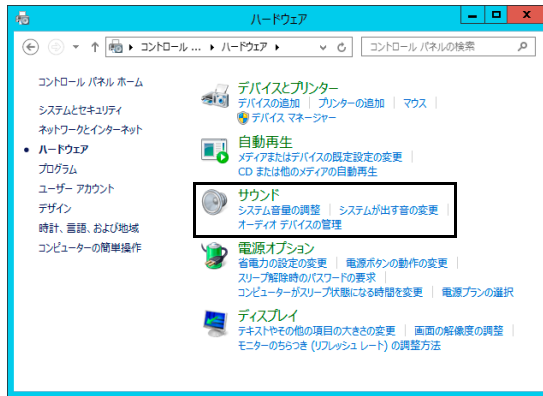 ハードウェア
コントロール ... ハードウェア
コントロール パネルの検索
コントロール パネル ホーム
システムとセキュリティ
ネットワークとインターネット
ハードウェア
プログラム
ユーザー アカウント
デザイン
時計、言語、および地域
コンピューターの簡単操作
デバイスとプリンター
デバイスの追加 | プリンターの追加 | マウス
デバイス マネージャー
自動再生
メディアまたはデバイスの既定設定の変更
CD または他のメディアの自動再生
サウンド
システム音量の調整 | システムが出す音の変更
オーディオ デバイスの管理
電源オプション
省電力の設定の変更 | 電源ボタンの動作の変更
スリープ解除時のパスワードの要求
コンピューターがスリープ状態になる時間を変更 | 電源プランの選択
ディスプレイ
テキストやその他の項目の大きさの変更 | 画面の解像度の調整
モニターのちらつき (リフレッシュ レート) の調整方法